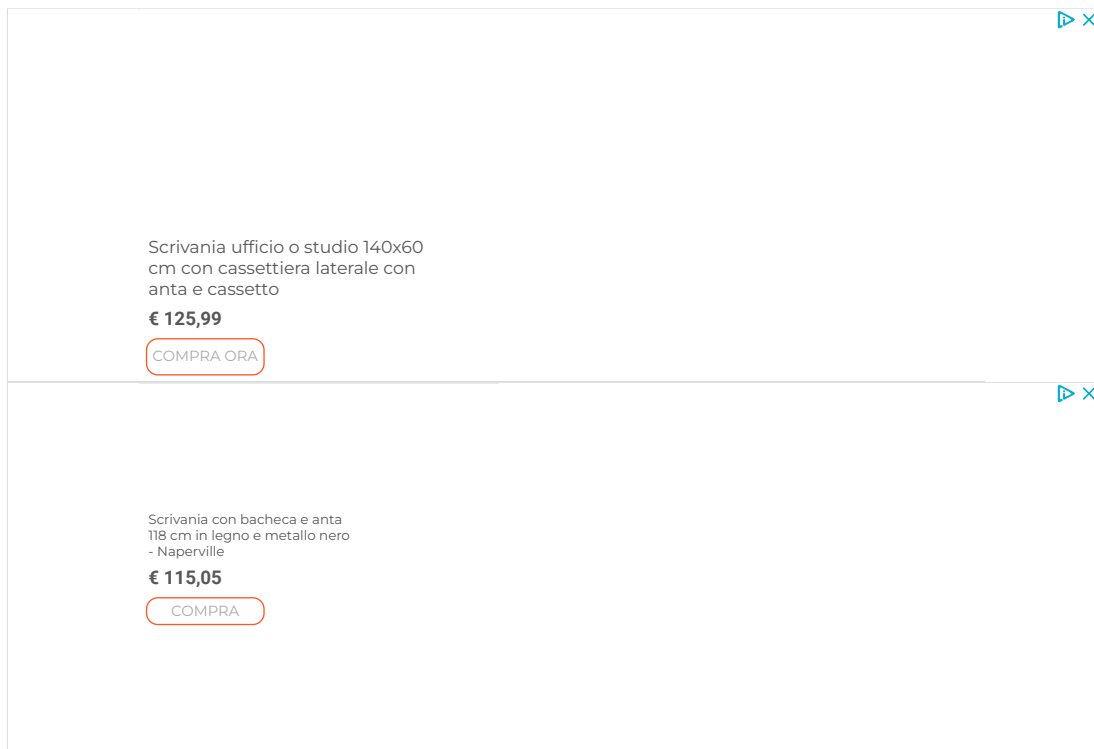 Scrivania ufficio o studio 140x60
cm con cassettiera laterale con
anta e cassetto
€ 125,99
COMPRA ORA
Scrivania con bacheca e anta
118 cm in legno e metallo nero
- Naperville
€ 115,05
COMPRA